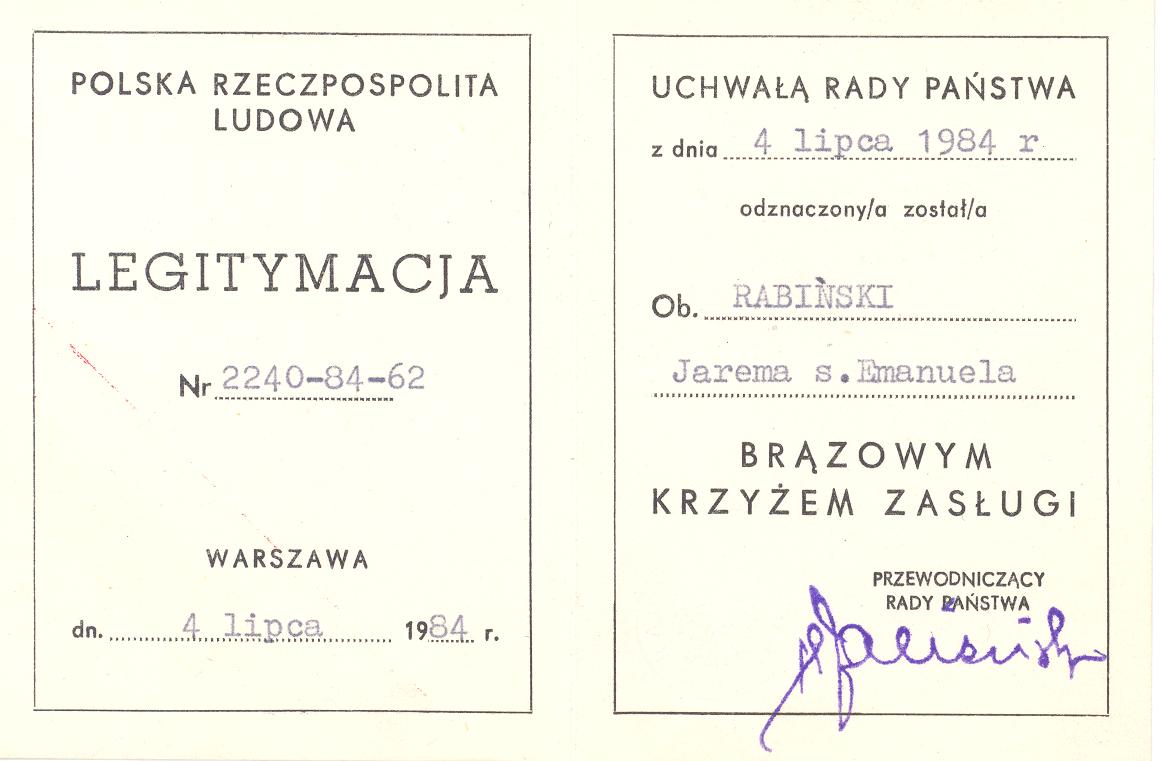 POLSKA RZECZPOSPOLITA
LUDOWA
LEGITYMACJA
Nr 2240-84-62
WARSZAWA
dn. 4 lipca 1984 r.
UCHWAŁĄ RADY PAŃSTWA
z dnia 4 lipca 1984 r
odznaczony/a został/a
Ob. RABIŃSKI
Jarema s.Emanuela
BRĄZOWYM
KRZYŻEM ZASŁUGI
PRZEWODNICZĄCY
RADY PAŃSTWA